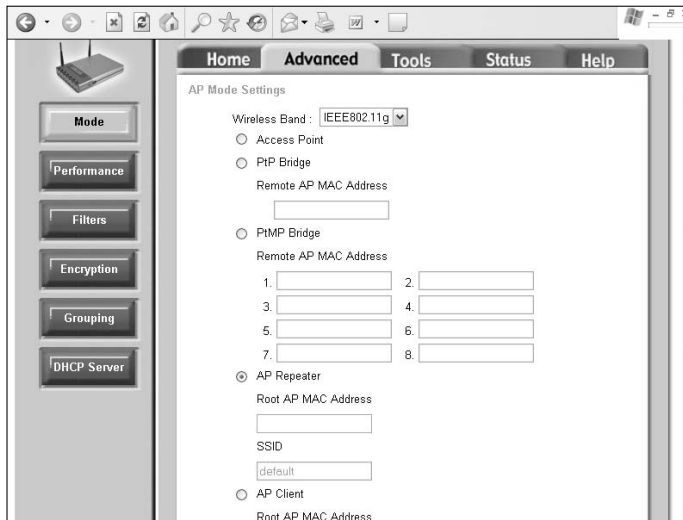 Home Advanced Tools Status Help
AP Mode Settings
Mode
Performance
Filters
Encryption
Grouping
DHCP Server
Wireless Band : IEEE802.11g
Access Point
PtP Bridge
Remote AP MAC Address
PtMP Bridge
Remote AP MAC Address
1. 2.
3. 4.
5. 6.
7. 8.
AP Repeater
Root AP MAC Address
SSID
default
AP Client
Root AP MAC Address